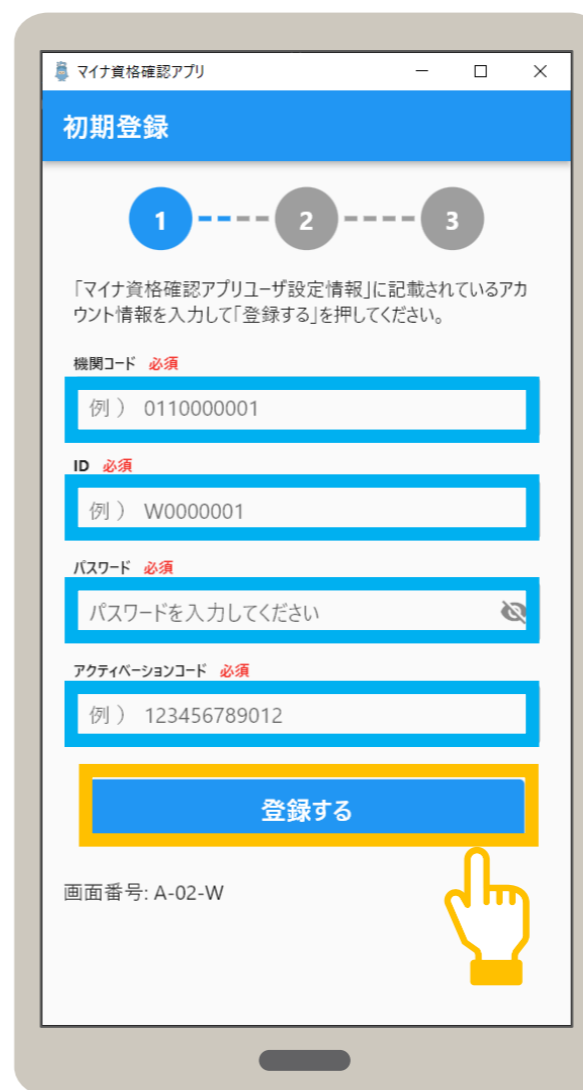 マイナ資格確認アプリ
初期登録
1 2 3
「マイナ資格確認アプリユーザ設定情報」に記載されているアカ
ウント情報を入力して「登録する」を押してください。
機関コード 必須
例） 0110000001
ID 必須
例） W0000001
パスワード 必須
パスワードを入力してください
アクティベーションコード 必須
例） 123456789012
登録する
画面番号: A-02-W